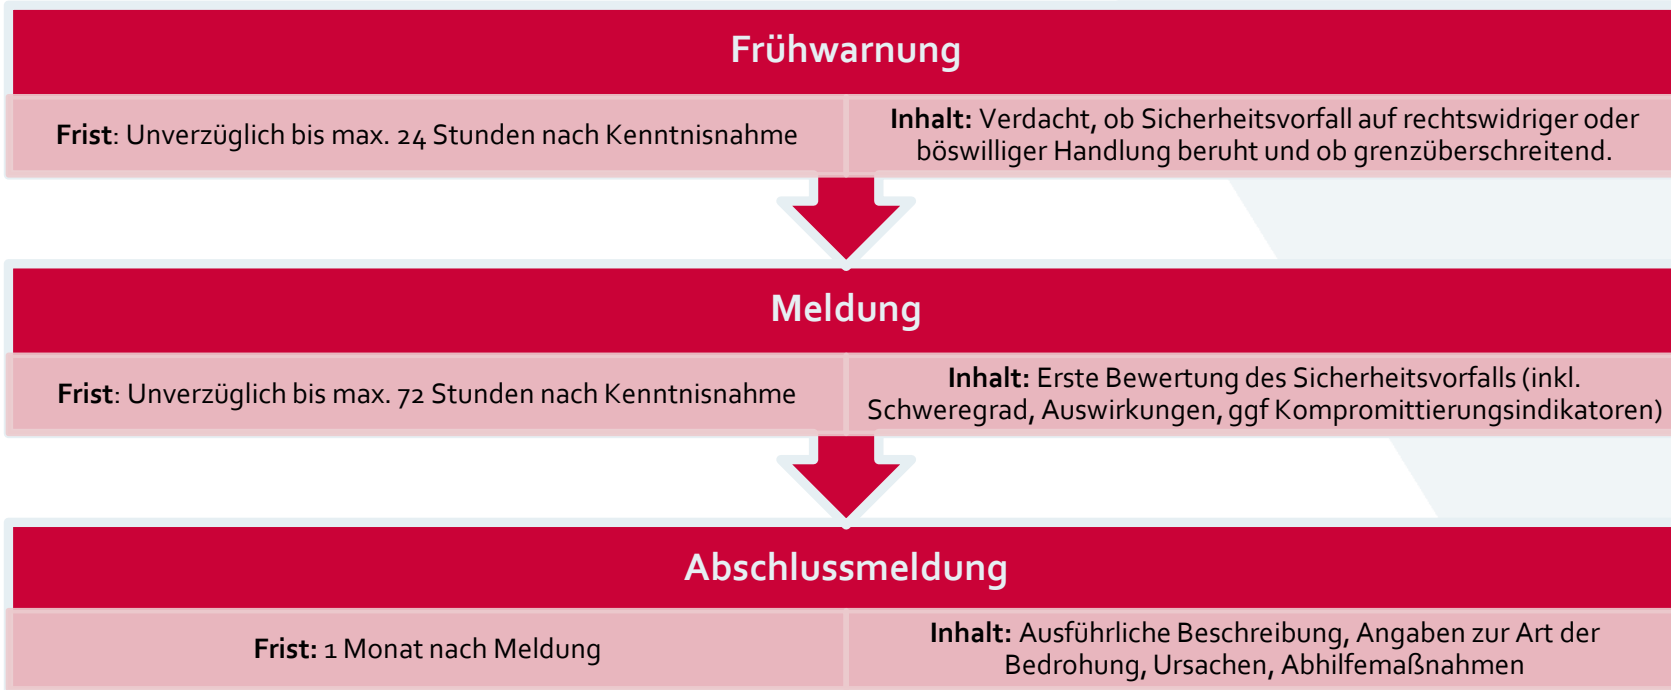 Frühwarnung
Frist: Unverzüglich bis max. 24 Stunden nach Kenntnisnahme
Inhalt: Verdacht, ob Sicherheitsvorfall auf rechtswidriger oder
böswilliger Handlung beruht und ob grenzüberschreitend.
Meldung
Frist: Unverzüglich bis max. 72 Stunden nach Kenntnisnahme
Inhalt: Erste Bewertung des Sicherheitsvorfalls (inkl.
Schweregrad, Auswirkungen, ggf Kompromittierungsindikatoren)
Abschlussmeldung
Frist: 1 Monat nach Meldung
Inhalt: Ausführliche Beschreibung, Angaben zur Art der
Bedrohung, Ursachen, Abhilfemaßnahmen